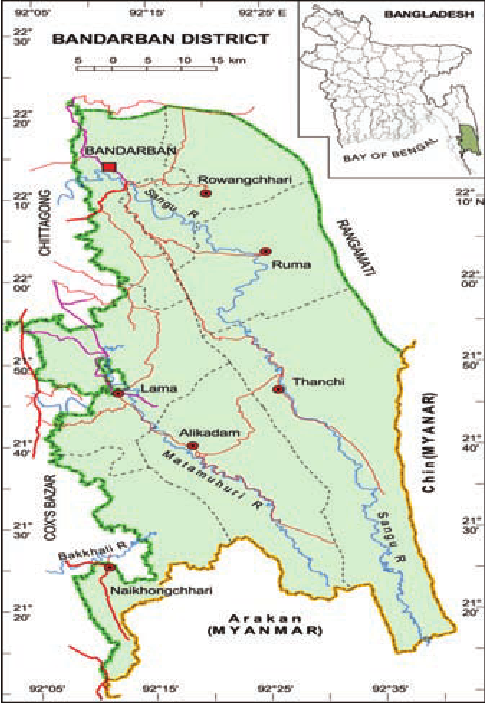 92°05' 92°15' 92°25' E
BANDARBAN DISTRICT
5 0 5 10 15 km
BANGLADESH
BAY OF BENGAL
22° 30'
22° 20'
22° 10'
22° 00'
21° 50'
21° 40'
21° 30'
21° 20'
BANDARBAN
Rowangchhari
Sangu R
CHITTAGONG
RANGAMATI
Ruma
Lama
Thanchi
Alikadam
Matamuhuri R
Chin(MYANAR)
COX'S BAZAR
Sangu R
Bakkhali R
Naikhongchhari
Arakan
(MYANMAR)
22° 10' N
22° 00'
21° 50'
21° 40'
21° 30'
21° 20'
92°05' 92°15' 92°25' 92°35'